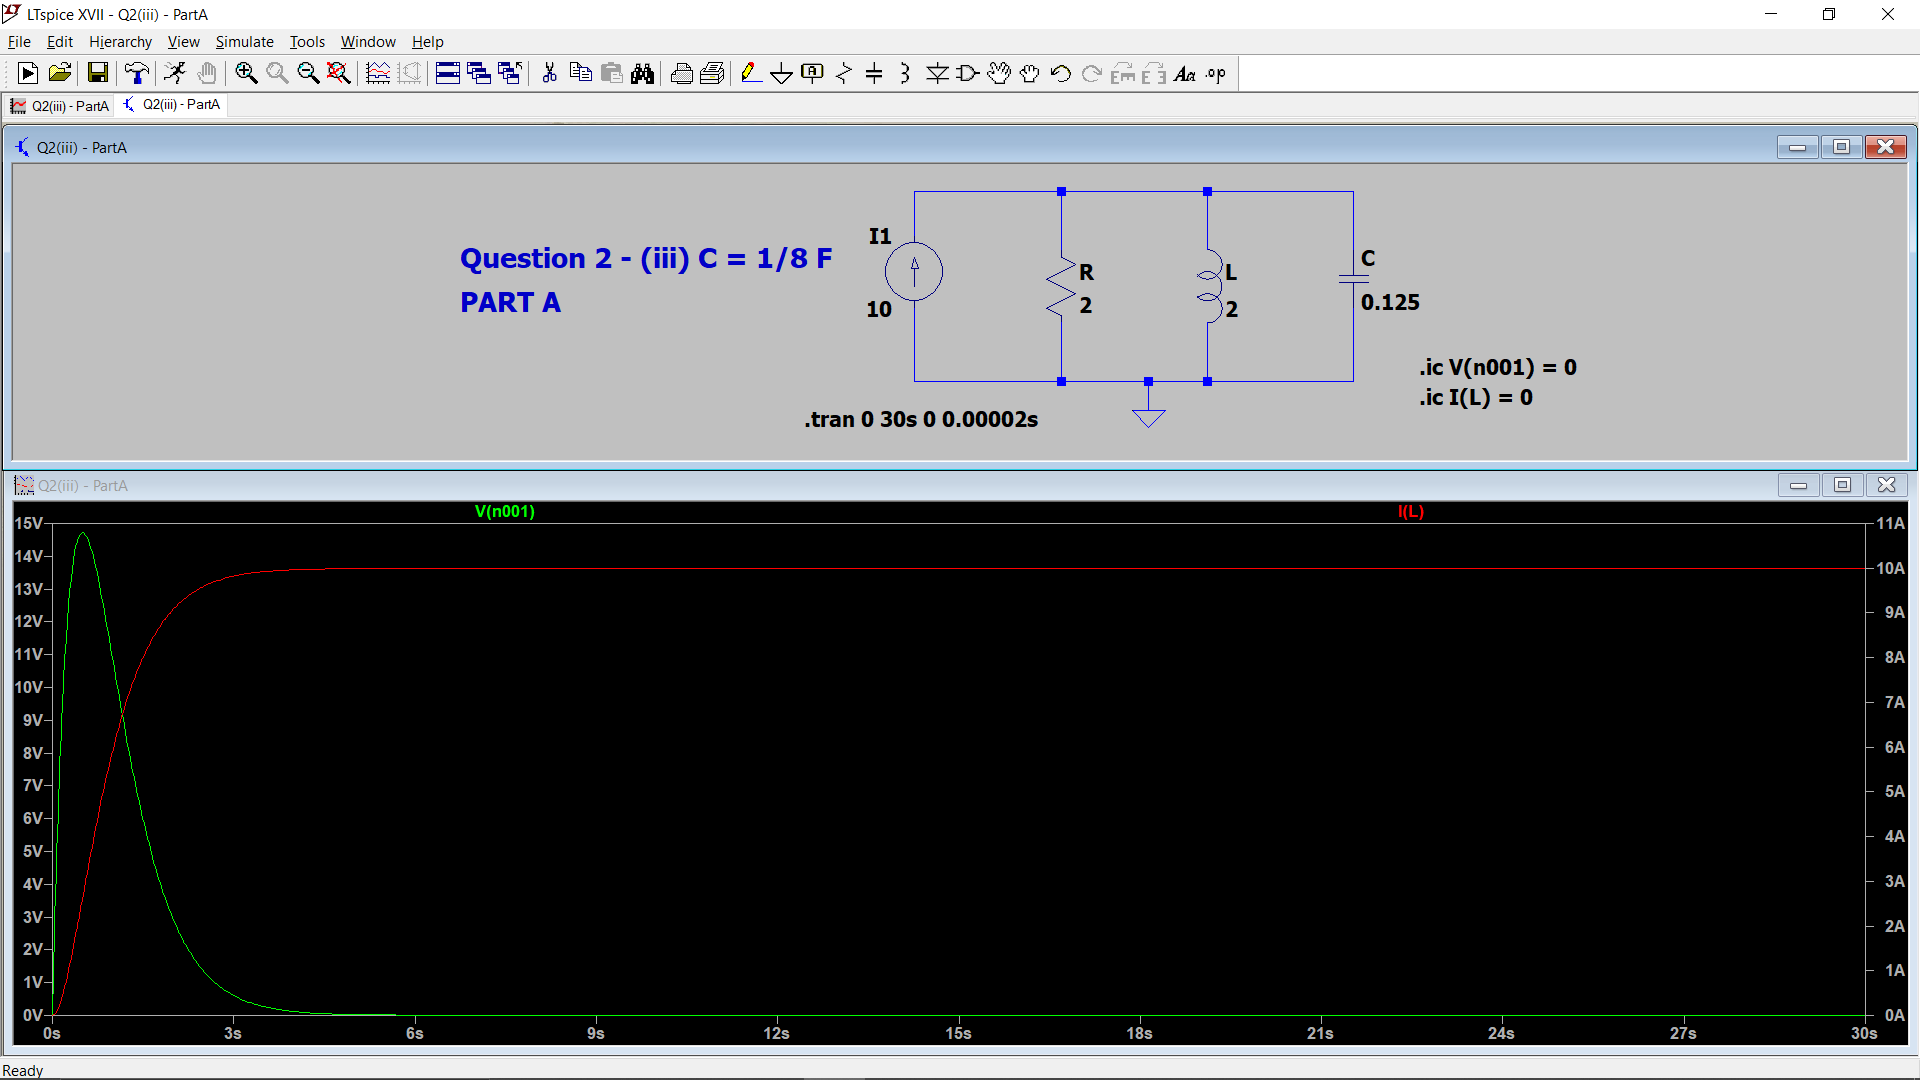 LTspice XVII - Q2(iii) - PartA
File Edit Hierarchy View Simulate Tools Window Help
Aa .op
Q2(iii) - PartA Q2(iii) - PartA
Q2(iii) - PartA
Question 2 - (iii) C = 1/8 F
PART A
I1
10
R
2
L
2
C
0.125
.ic V(n001) = 0
.ic I(L) = 0
.tran 0 30s 0 0.00002s
Q2(iii) - PartA
V(n001) I(L)
15V
14V
13V
12V
11V
10V
9V
8V
7V
6V
5V
4V
3V
2V
1V
0V
11A
10A
9A
8A
7A
6A
5A
4A
3A
2A
1A
0A
0s 3s 6s 9s 12s 15s 18s 21s 24s 27s 30s
Ready